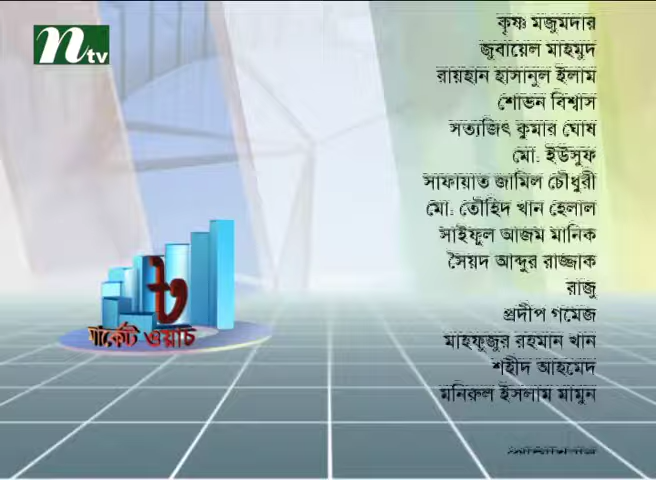 ntv
কৃষ্ণ মজুমদার
জুবায়েল মাহমুদ
রায়হান হাসানুল ইলাম
শোভন বিশ্বাস
সত্যজিৎ কুমার ঘোষ
মো. ইউসুফ
সাফায়াত জামিল চৌধুরী
মো. তৌহিদ খান হেলাল
সাইফুল আজম মানিক
সৈয়দ আব্দুর রাজ্জাক
রাজু
প্রদীপ গমেজ
মাহফুজুর রহমান খান
শহীদ আহমেদ
মনিরুল ইসলাম মামুন
৳
মার্কেট ওয়াচ